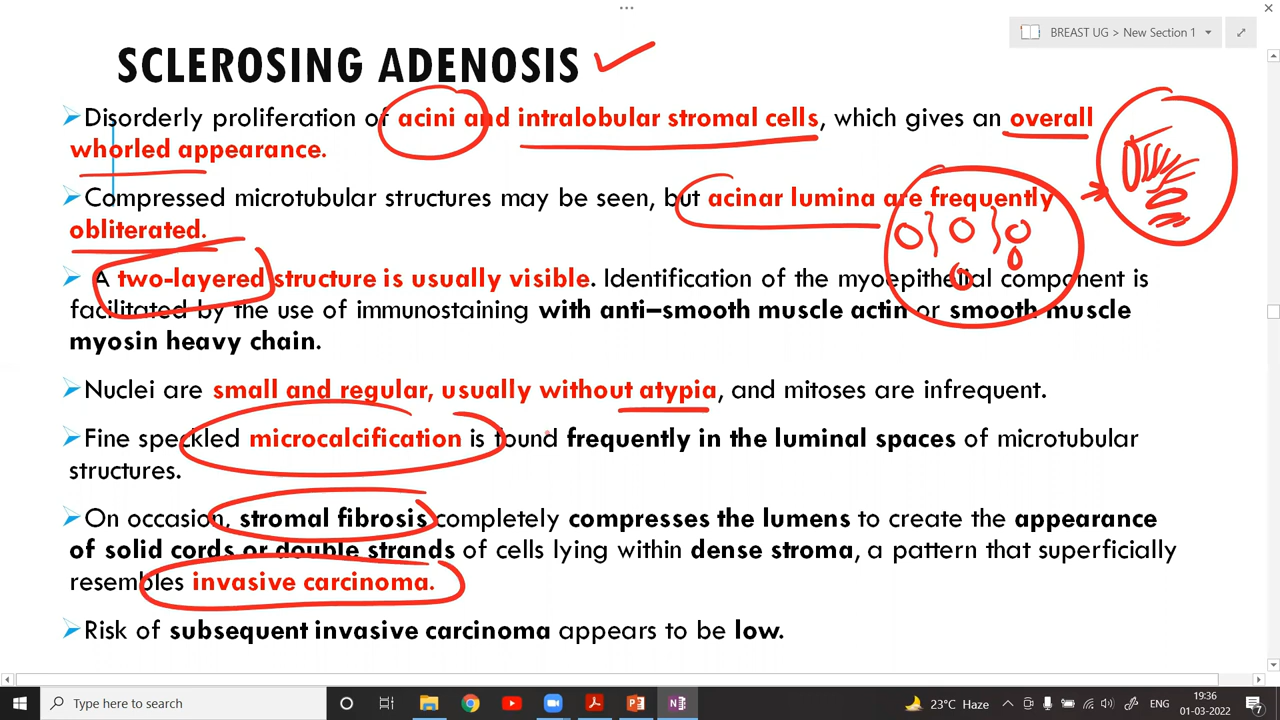 BREAST UG > New Section 1
SCLEROSING ADENOSIS
Disorderly proliferation of acini and intralobular stromal cells, which gives an overall
whorled appearance.
Compressed microtubular structures may be seen, but acinar lumina are frequently
obliterated.
A two-layered structure is usually visible. Identification of the myoepithelial component is
facilitated by the use of immunostaining with anti–smooth muscle actin or smooth muscle
myosin heavy chain.
Nuclei are small and regular, usually without atypia, and mitoses are infrequent.
Fine speckled microcalcification is found frequently in the luminal spaces of microtubular
structures.
On occasion, stromal fibrosis completely compresses the lumens to create the appearance
of solid cords or double strands of cells lying within dense stroma, a pattern that superficially
resembles invasive carcinoma.
Risk of subsequent invasive carcinoma appears to be low.
Type here to search
23°C Haze
ENG
19:36
01-03-2022
7